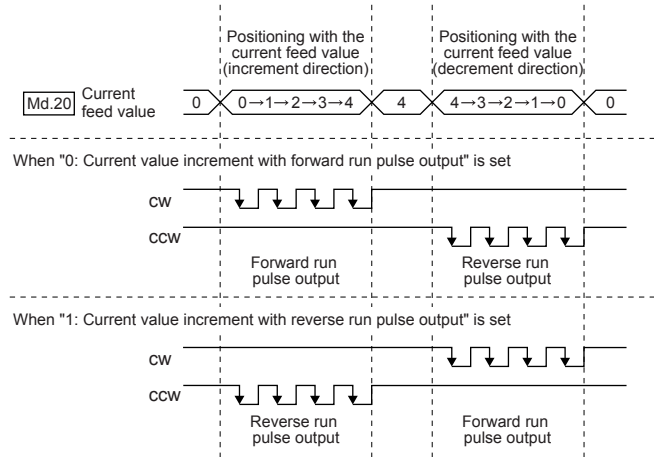 Positioning with the
current feed value
(increment direction)
Positioning with the
current feed value
(decrement direction)
Md.20 Current
feed value
0 0→1→2→3→4 4 4→3→2→1→0 0
When "0: Current value increment with forward run pulse output" is set
CW
CCW
Forward run
pulse output
Reverse run
pulse output
When "1: Current value increment with reverse run pulse output" is set
CW
CCW
Reverse run
pulse output
Forward run
pulse output